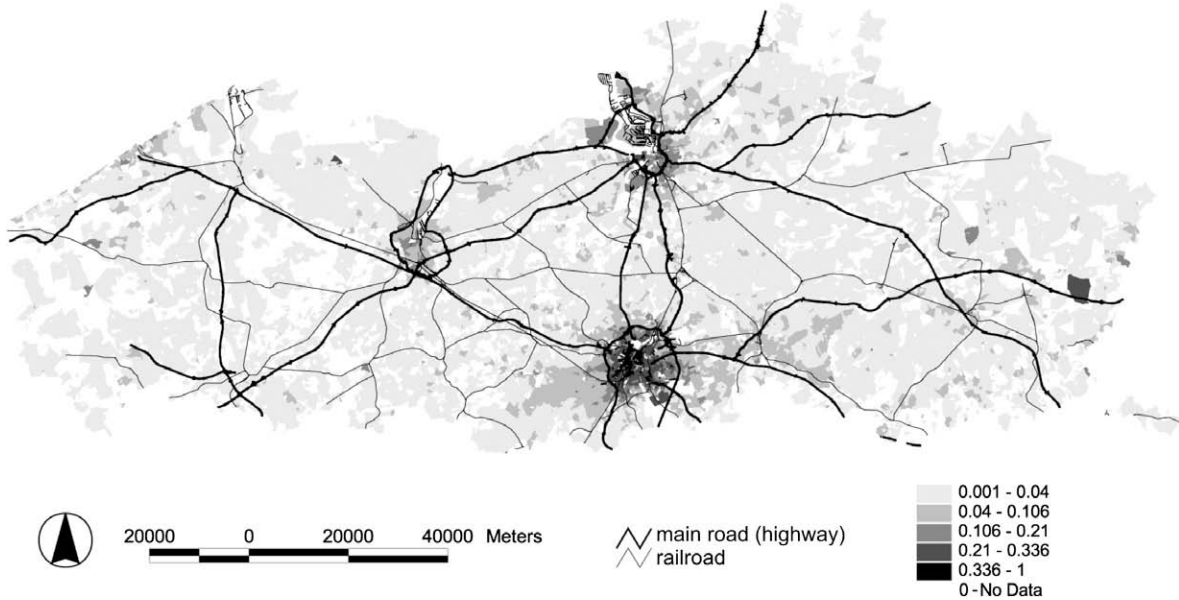 20000 0 20000 40000 Meters
main road (highway)
railroad
0.001 - 0.04
0.04 - 0.106
0.106 - 0.21
0.21 - 0.336
0.336 - 1
0 - No Data